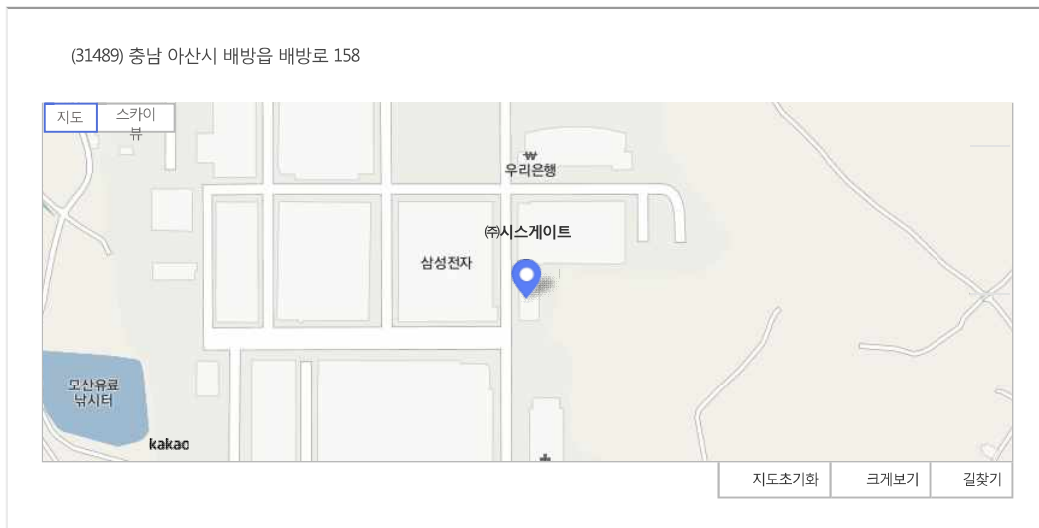 (31489) 충남 아산시 배방읍 배방로 158
지도
스카이
뷰
₩
우리은행
㈜시스게이트
삼성전자
모산유료
낚시터
kakao
지도초기화
크게보기
길찾기